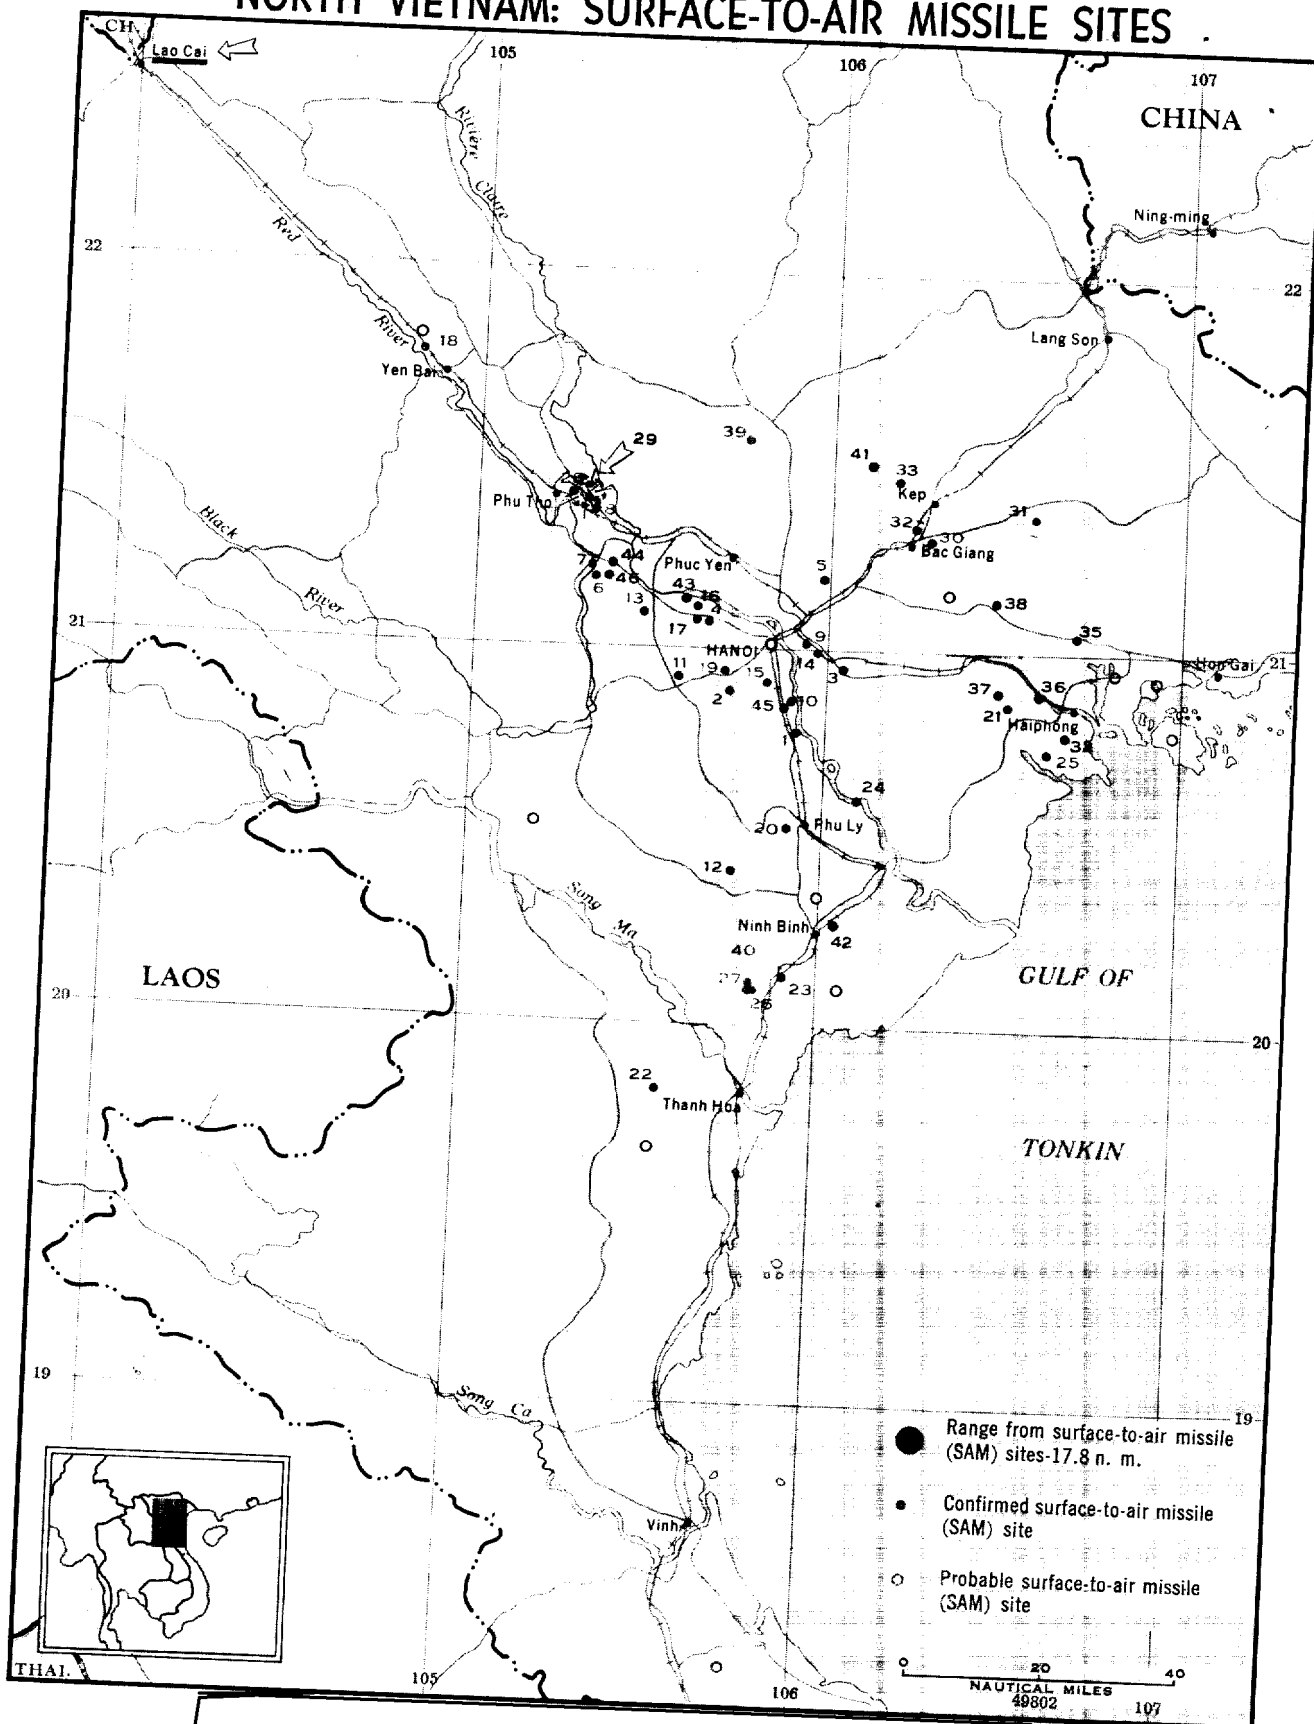 NORTH VIETNAM: SURFACE-TO-AIR MISSILE SITES
CH.
Lao Cai
105
106
107
CHINA
Rivière
Claire
Red
River
Ning-ming
22
22
Lang Son
18
Yen Bai
39
29
41
33
Kep
Phu Tho
31
32
30
Bac Giang
Black
River
7
44
6
46
Phuc Yen
5
43
16
13
4
17
38
35
21
9
HANOI
14
3
Hon Gai
21
11
19
15
2
45
10
1
37
36
21
Haiphong
25
24
20
Phu Ly
12
Song
Ma
Ninh Binh
42
40
27
26
23
LAOS
20
GULF OF
20
22
Thanh Hoa
TONKIN
19
Song Ca
19
Range from surface-to-air missile
(SAM) sites-17.8 n. m.
Confirmed surface-to-air missile
(SAM) site
Vinh
Probable surface-to-air missile
(SAM) site
THAI.
105
106
0
20
40
NAUTICAL MILES
49802
107